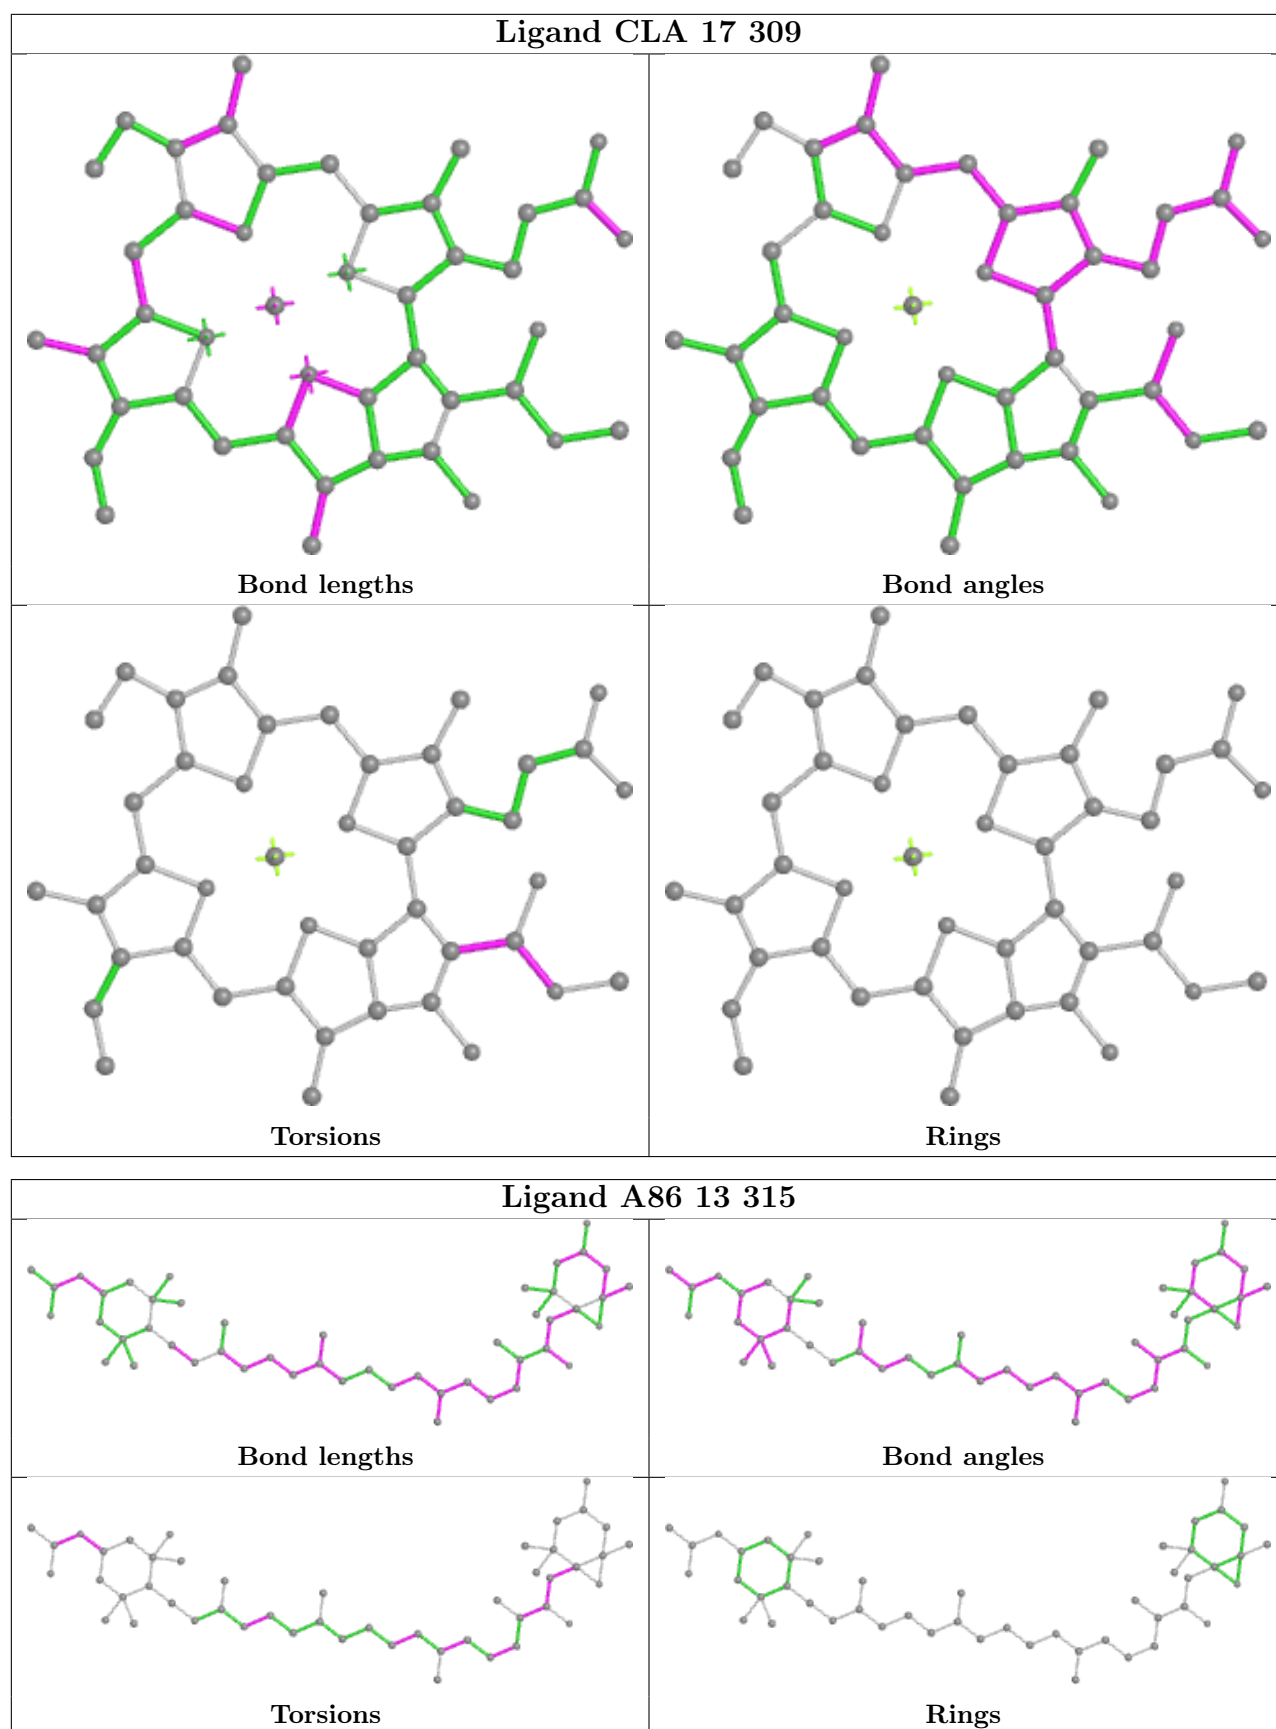 Ligand CLA 17 309
Bond lengths
Bond angles
Torsions
Rings
Ligand A86 13 315
Bond lengths
Bond angles
Torsions
Rings